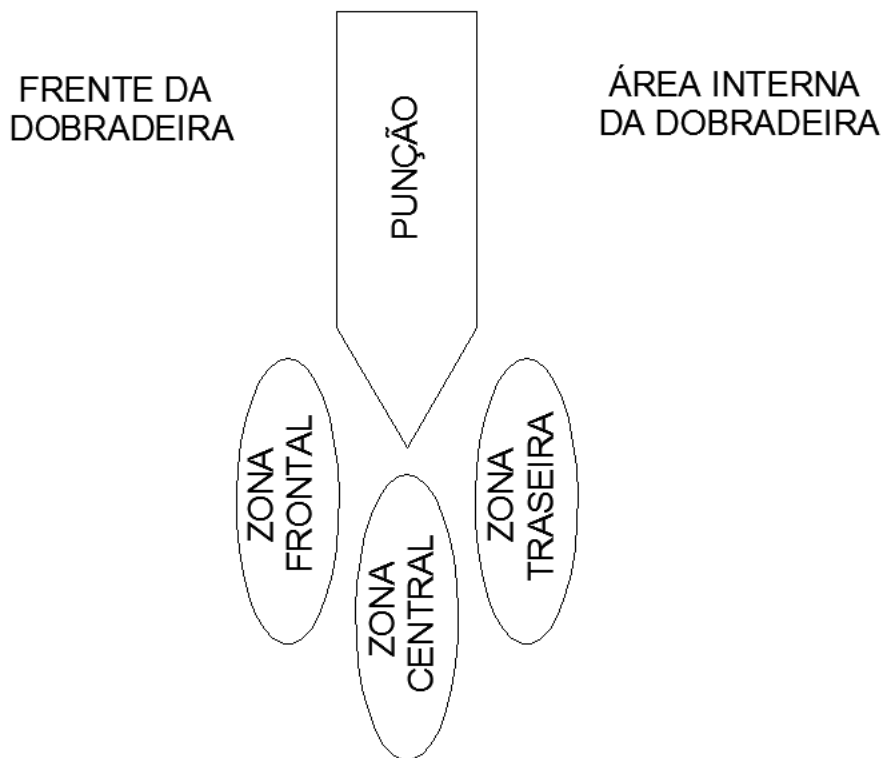 FRENTE DA
DOBRADEIRA
ÁREA INTERNA
DA DOBRADEIRA
PUNÇÃO
ZONA
FRONTAL
ZONA
CENTRAL
ZONA
TRASEIRA